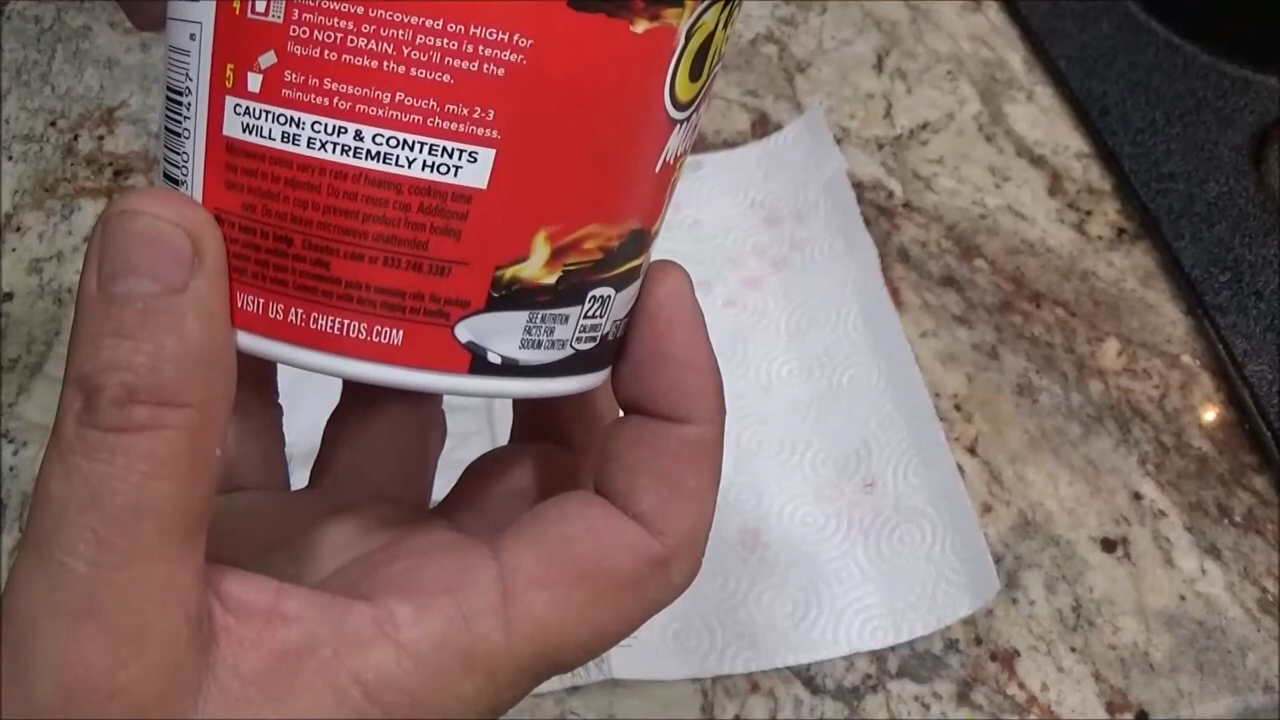 4
Microwave uncovered on HIGH for
3 minutes, or until pasta is tender.
DO NOT DRAIN. You'll need the
liquid to make the sauce.
5
Stir in Seasoning Pouch, mix 2-3
minutes for maximum cheesiness.
CAUTION: CUP & CONTENTS
WILL BE EXTREMELY HOT
Microwave ovens vary in rate of heating, cooking time
may need to be adjusted. Do not reuse cup. Additional
space included in cup to prevent product from boiling
over. Do not leave microwave unattended.
We're here to help. Cheetos.com or 833.246.3387
VISIT US AT: CHEETOS.COM
SEE NUTRITION
FACTS FOR
SODIUM CONTENT
220
CALORIES
PER SERVING
Che
Ma
300 01497
8